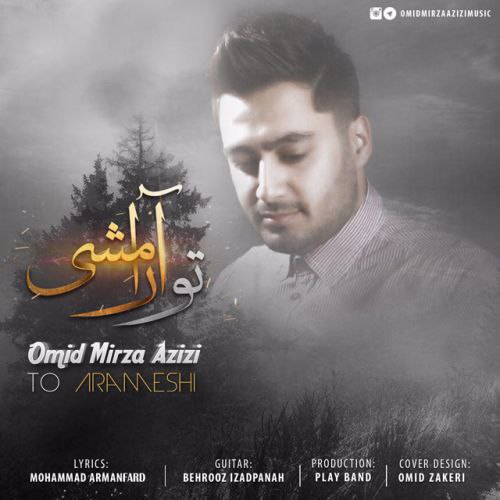 OMIDMIRZAAZIZIMUSIC
تو آرامشی
Omid Mirza Azizi
TO ARAMESHI
LYRICS: GUITAR: PRODUCTION: COVER DESIGN:
MOHAMMAD ARMANFARD BEHROOZ IZADPANAH PLAY BAND OMID ZAKERI